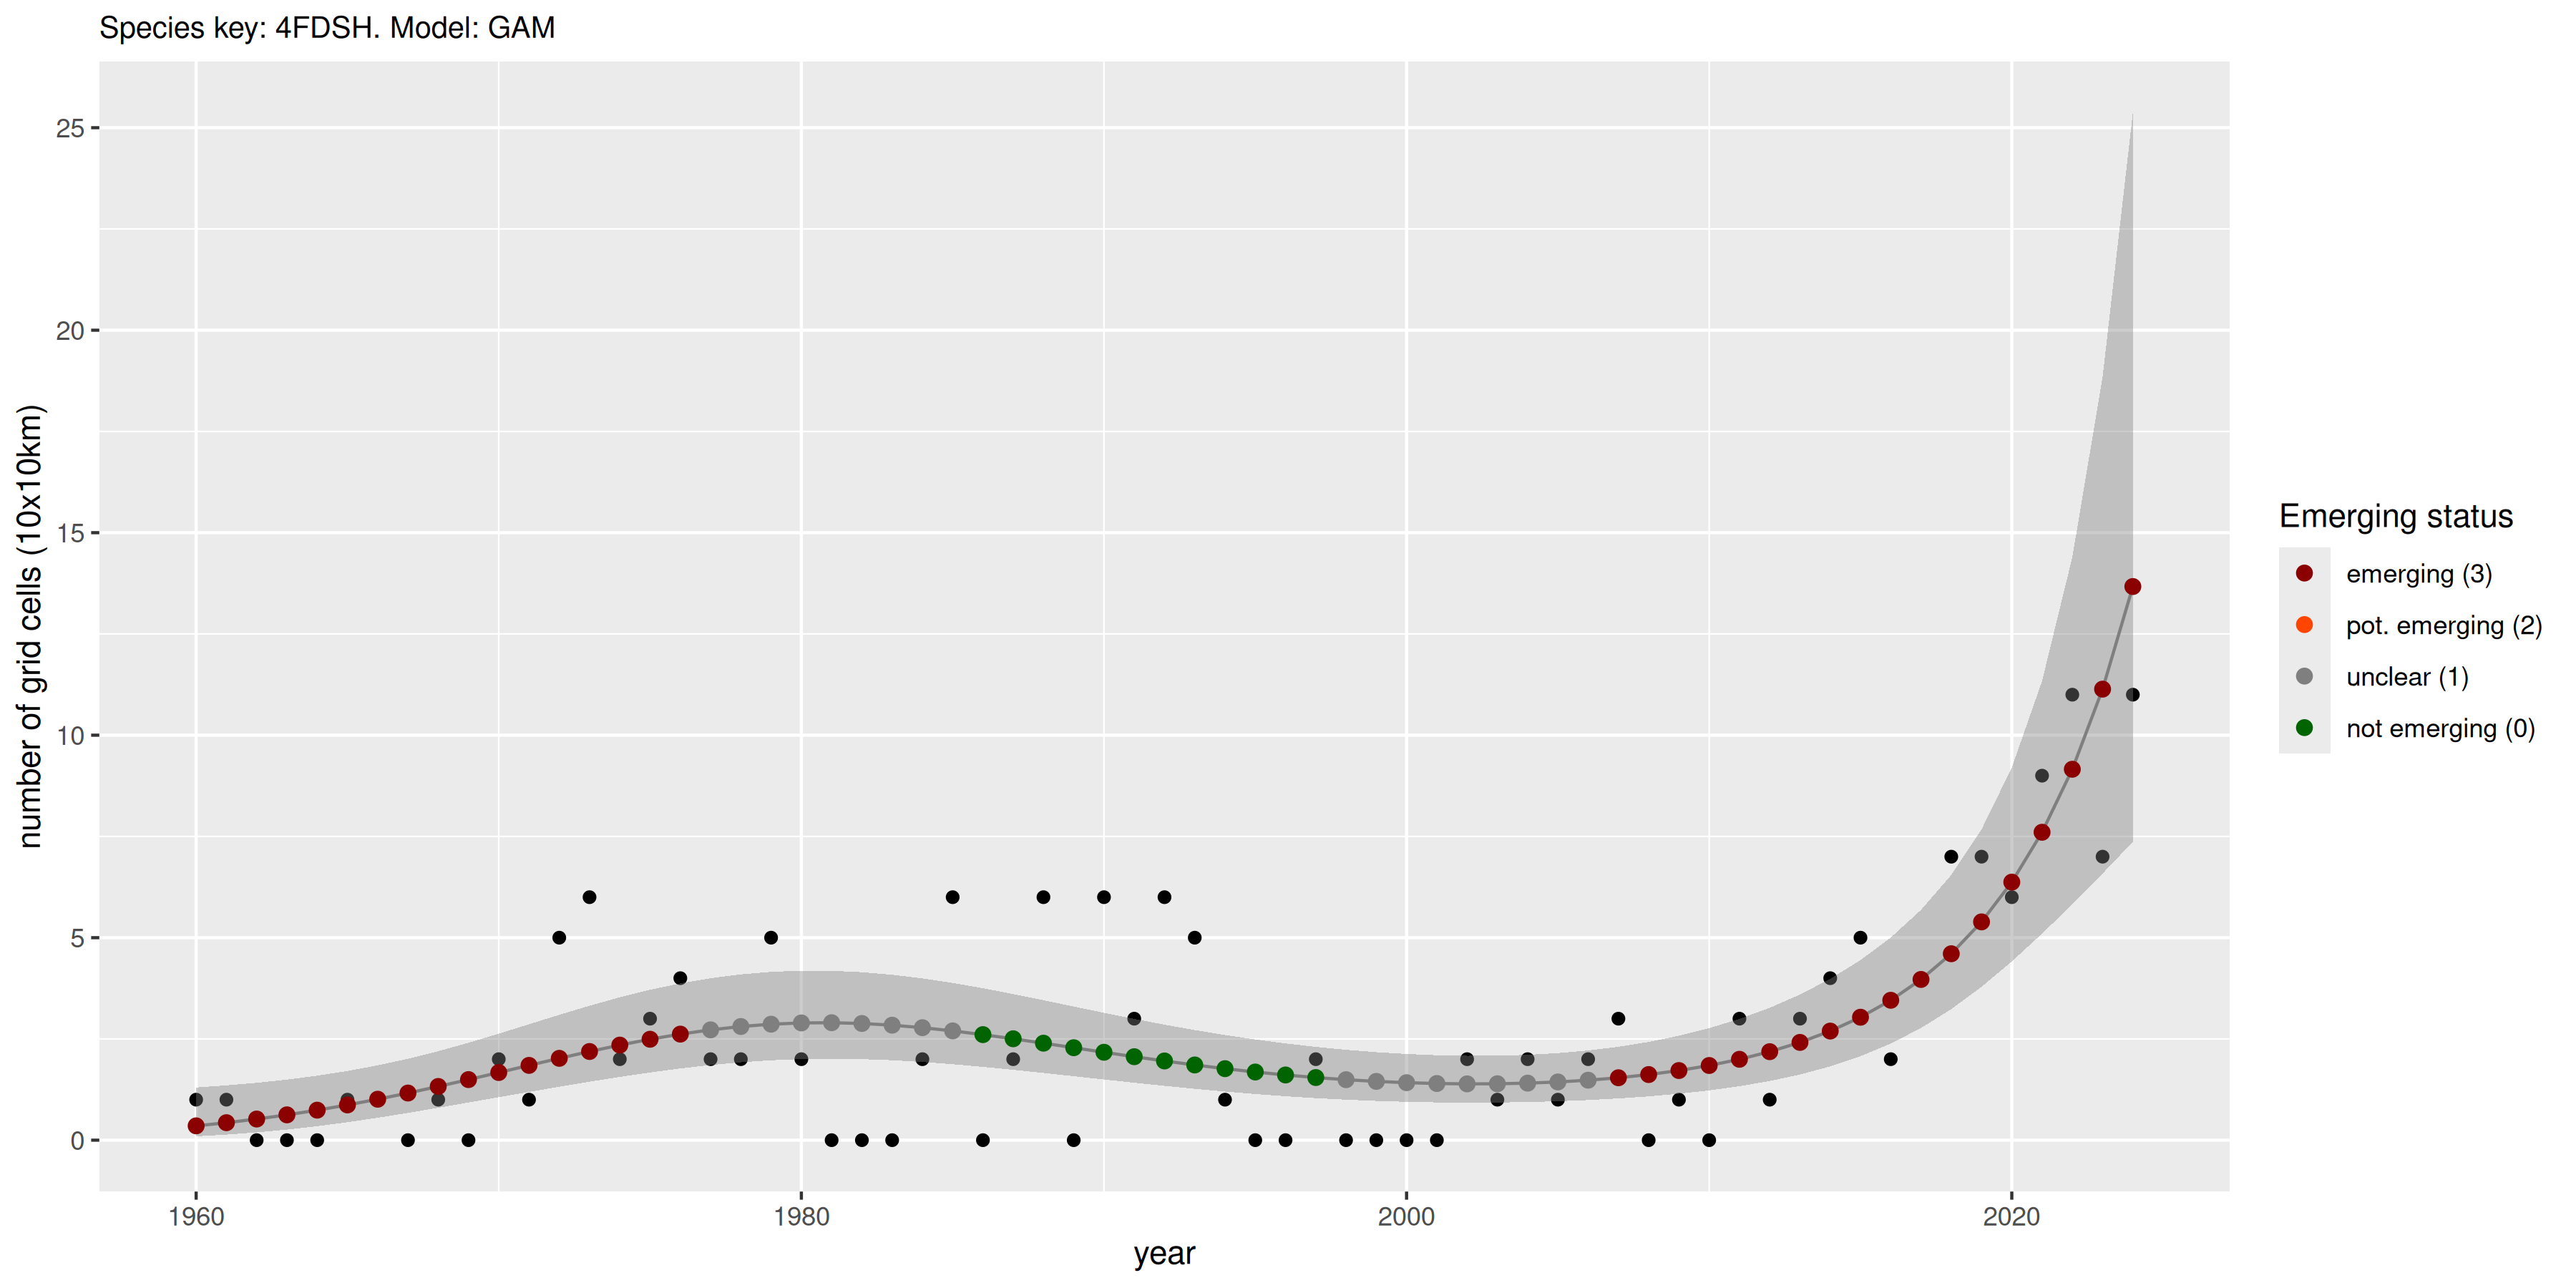 Species key: 4FDSH. Model: GAM
number of grid cells (10x10km)
25
20
15
10
5
0
1960
1980
2000
2020
year
Emerging status
emerging (3)
pot. emerging (2)
unclear (1)
not emerging (0)